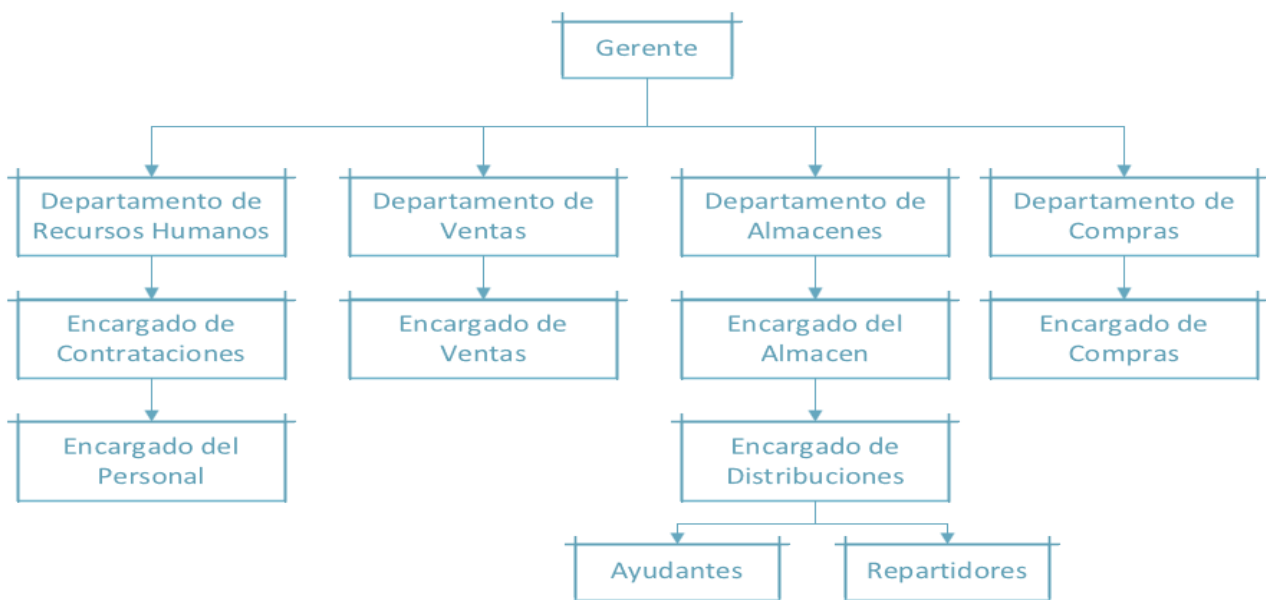 Gerente
Departamento de
Recursos Humanos
Departamento de
Ventas
Departamento de
Almacenes
Departamento de
Compras
Encargado de
Contrataciones
Encargado de
Ventas
Encargado del
Almacen
Encargado de
Compras
Encargado del
Personal
Encargado de
Distribuciones
Ayudantes
Repartidores